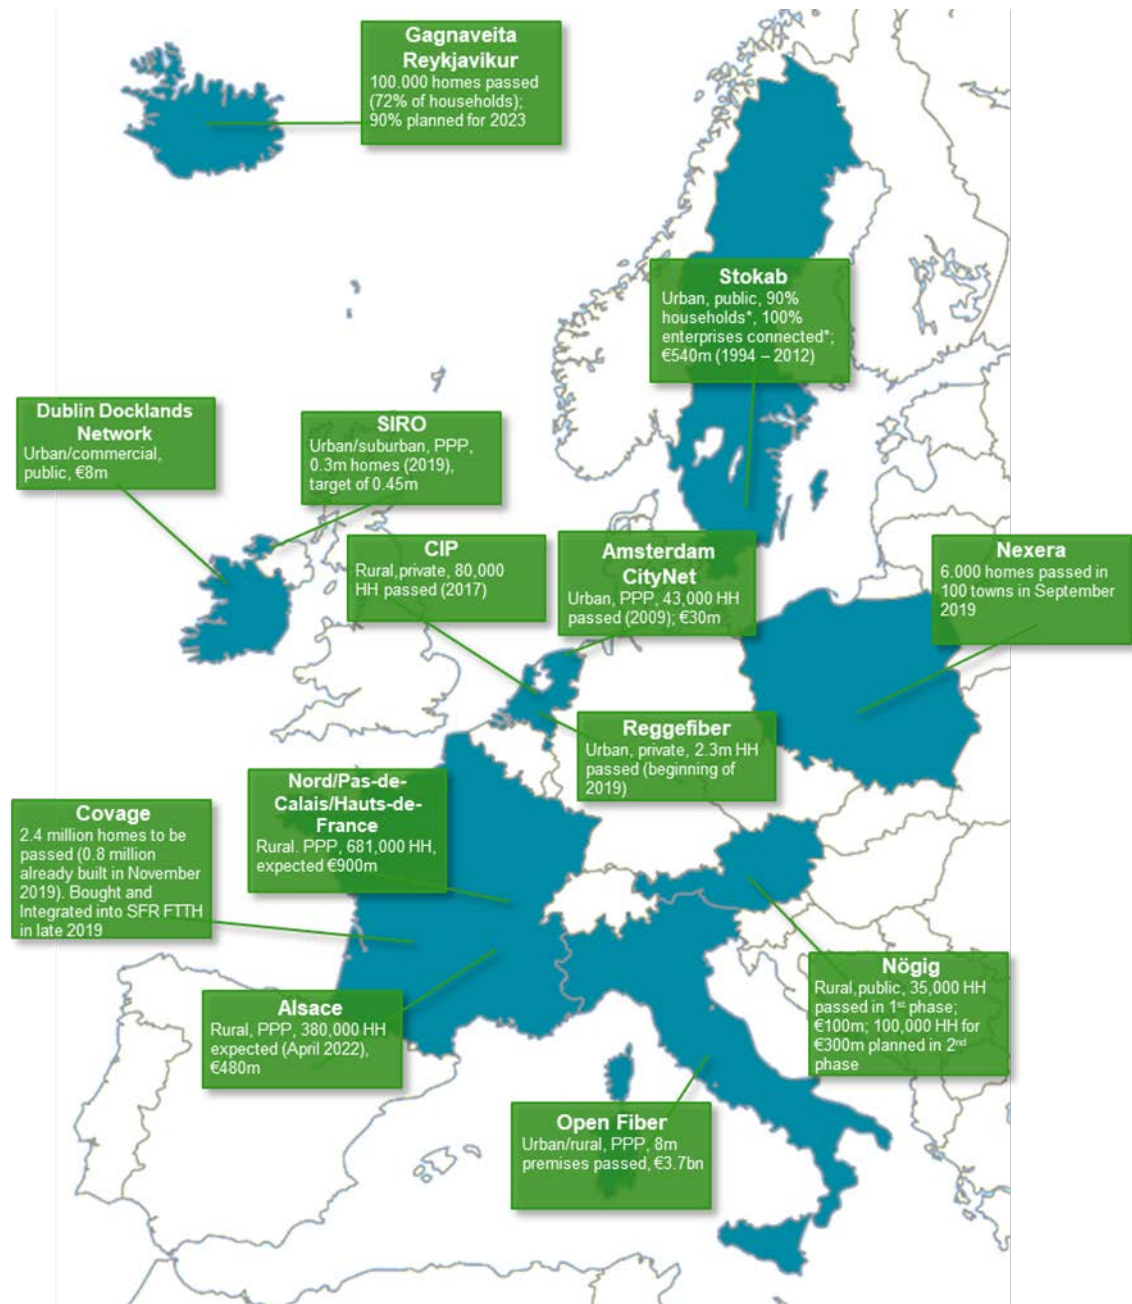 Gagnaveita
Reykjavikur
100.000 homes passed
(72% of households);
90% planned for 2023
Stokab
Urban, public, 90%
households*, 100%
enterprises connected*;
€540m (1994 – 2012)
Dublin Docklands
Network
Urban/commercial,
public, €8m
SIRO
Urban/suburban, PPP,
0.3m homes (2019),
target of 0.45m
CIP
Rural,private, 80,000
HH passed (2017)
Amsterdam
CityNet
Urban, PPP, 43,000 HH
passed (2009); €30m
Nexera
6.000 homes passed in
100 towns in September
2019
Reggefiber
Urban, private, 2.3m HH
passed (beginning of
2019)
Nord/Pas-de-
Calais/Hauts-de-
France
Rural. PPP, 681,000 HH,
expected €900m
Covage
2.4 million homes to be
passed (0.8 million
already built in November
2019). Bought and
Integrated into SFR FTTH
in late 2019
Nögig
Rural,public, 35,000 HH
passed in 1st phase;
€100m; 100,000 HH for
€300m planned in 2nd
phase
Alsace
Rural, PPP, 380,000 HH
expected (April 2022),
€480m
Open Fiber
Urban/rural, PPP, 8m
premises passed, €3.7bn